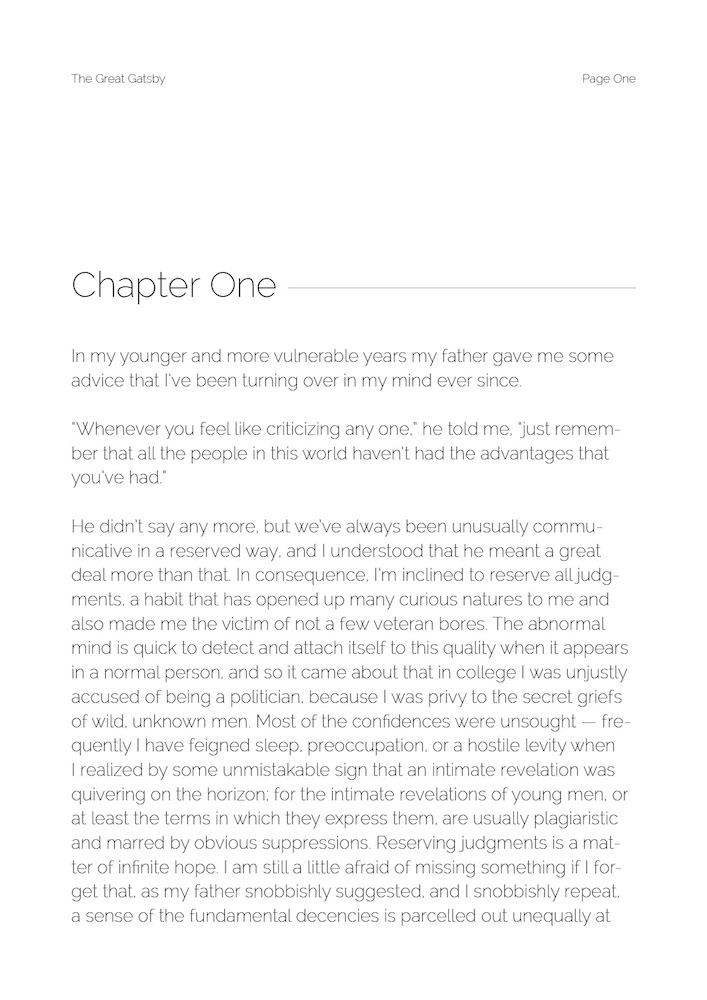 The Great Gatsby
Page One
Chapter One
In my younger and more vulnerable years my father gave me some
advice that I've been turning over in my mind ever since.
"Whenever you feel like criticizing any one," he told me, "just remem-
ber that all the people in this world haven't had the advantages that
you've had."
He didn't say any more, but we've always been unusually commu-
nicative in a reserved way, and I understood that he meant a great
deal more than that. In consequence, I'm inclined to reserve all judg-
ments, a habit that has opened up many curious natures to me and
also made me the victim of not a few veteran bores. The abnormal
mind is quick to detect and attach itself to this quality when it appears
in a normal person, and so it came about that in college I was unjustly
accused of being a politician, because I was privy to the secret griefs
of wild, unknown men. Most of the confidences were unsought — fre-
quently I have feigned sleep, preoccupation, or a hostile levity when
I realized by some unmistakable sign that an intimate revelation was
quivering on the horizon; for the intimate revelations of young men, or
at least the terms in which they express them, are usually plagiaristic
and marred by obvious suppressions. Reserving judgments is a mat-
ter of infinite hope. I am still a little afraid of missing something if I for-
get that, as my father snobbishly suggested, and I snobbishly repeat,
a sense of the fundamental decencies is parcelled out unequally at